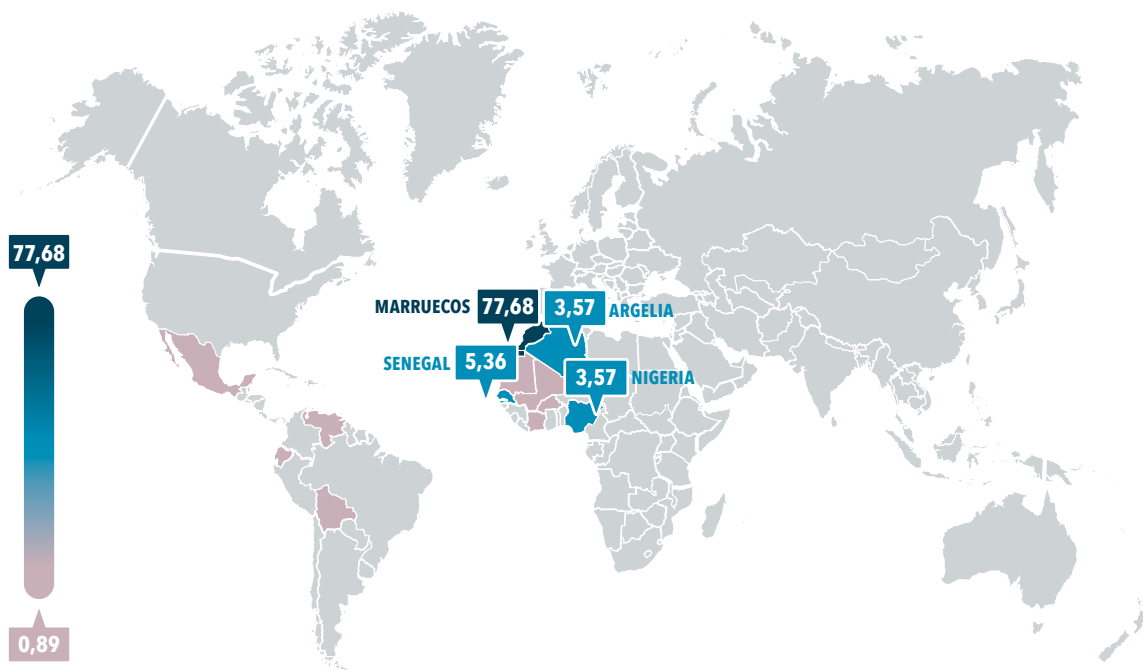 77,68
MARRUECOS 77,68
3,57 ARGELIA
SENEGAL 5,36
3,57 NIGERIA
0,89